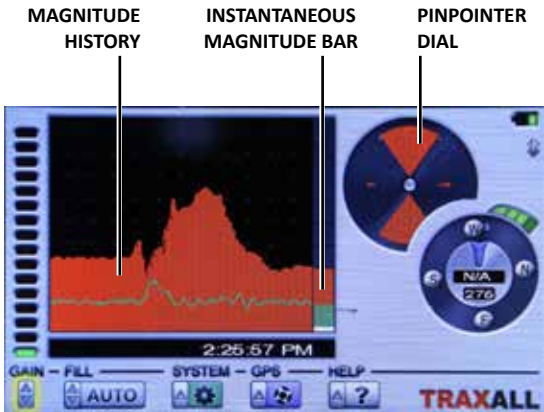 MAGNITUDE HISTORY
INSTANTANEOUS MAGNITUDE BAR
PINPOINTER DIAL
W
N
S
E
N/A
276
2:25:57 PM
GAIN FILL SYSTEM GPS HELP
AUTO ?
TRAXALL